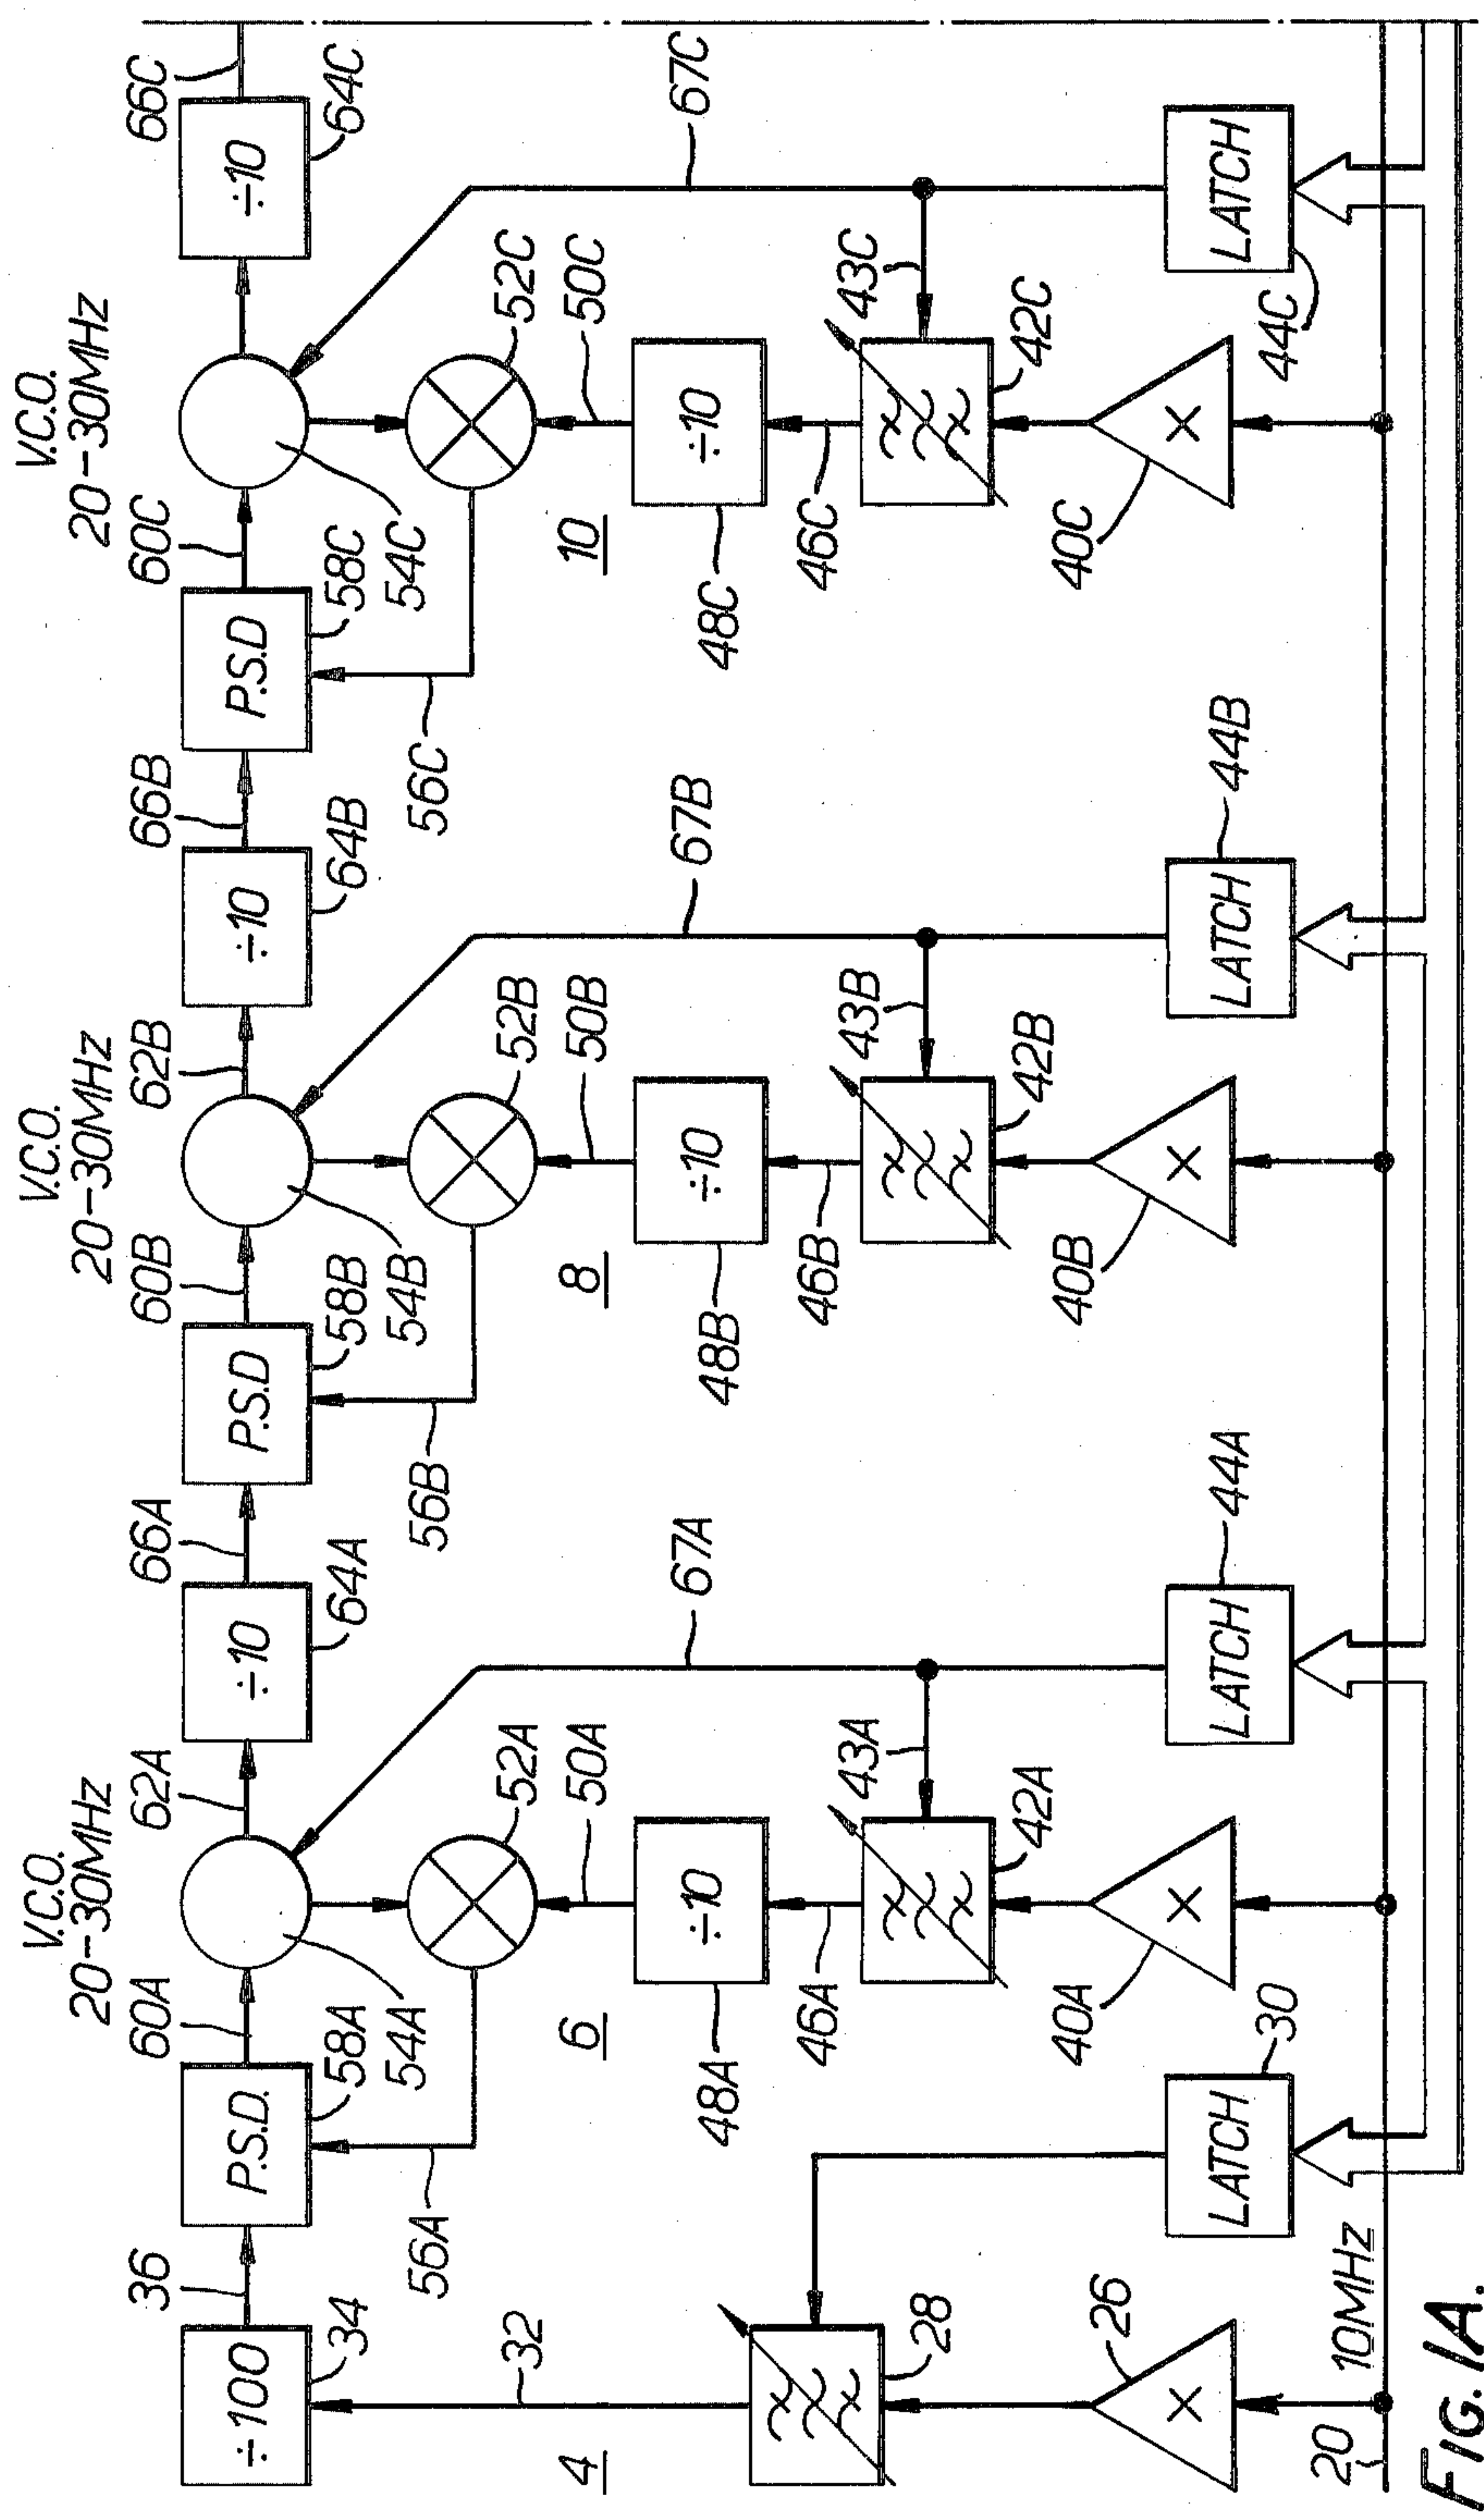 V.C.O.
20-30MHz
V.C.O.
20-30MHz
V.C.O.
20-30MHz
36
60A
62A
66A
60B
62B
66B
60C
66C
÷100
P.S.D.
÷10
P.S.D
÷10
P.S.D
÷10
34
58A
54A
64A
58B
54B
64B
58C
54C
64C
56A
52A
56B
52B
56C
52C
32
50A
67A
50B
67B
50C
67C
4
6
8
10
48A
÷10
48B
÷10
48C
÷10
46A
43A
46B
43B
46C
43C
28
42A
42B
42C
26
×
40A
×
40B
×
40C
×
30
44A
44B
44C
LATCH
LATCH
LATCH
LATCH
20
10MHz
FIG. 1A.